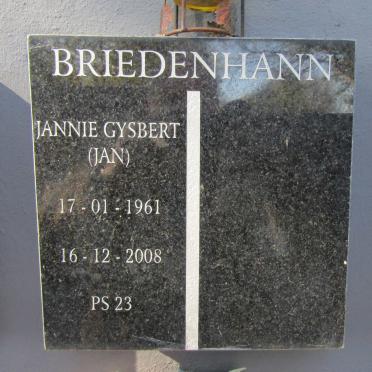 BRIEDENHANN
JANNIE GYSBERT
(JAN)
17 - 01 - 1961
16 - 12 - 2008
PS 23